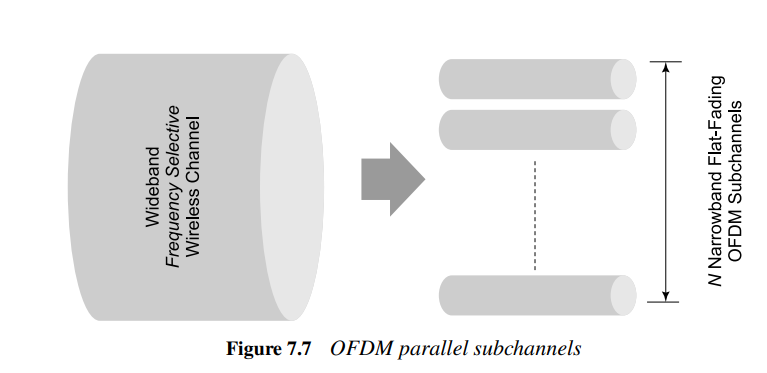 Wideband
Frequency Selective
Wireless Channel
N Narrowband Flat-Fading
OFDM Subchannels
Figure 7.7 OFDM parallel subchannels